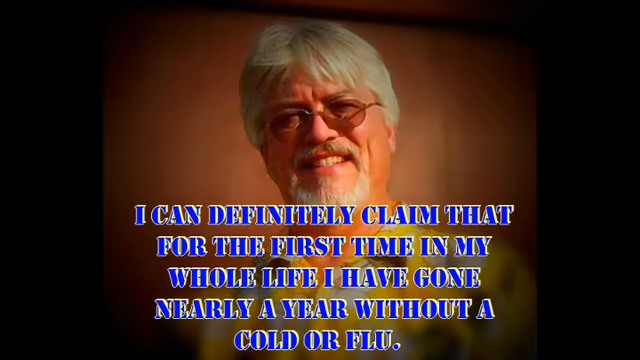 I CAN DEFINITELY CLAIM THAT
FOR THE FIRST TIME IN MY
WHOLE LIFE I HAVE GONE
NEARLY A YEAR WITHOUT A
COLD OR FLU.